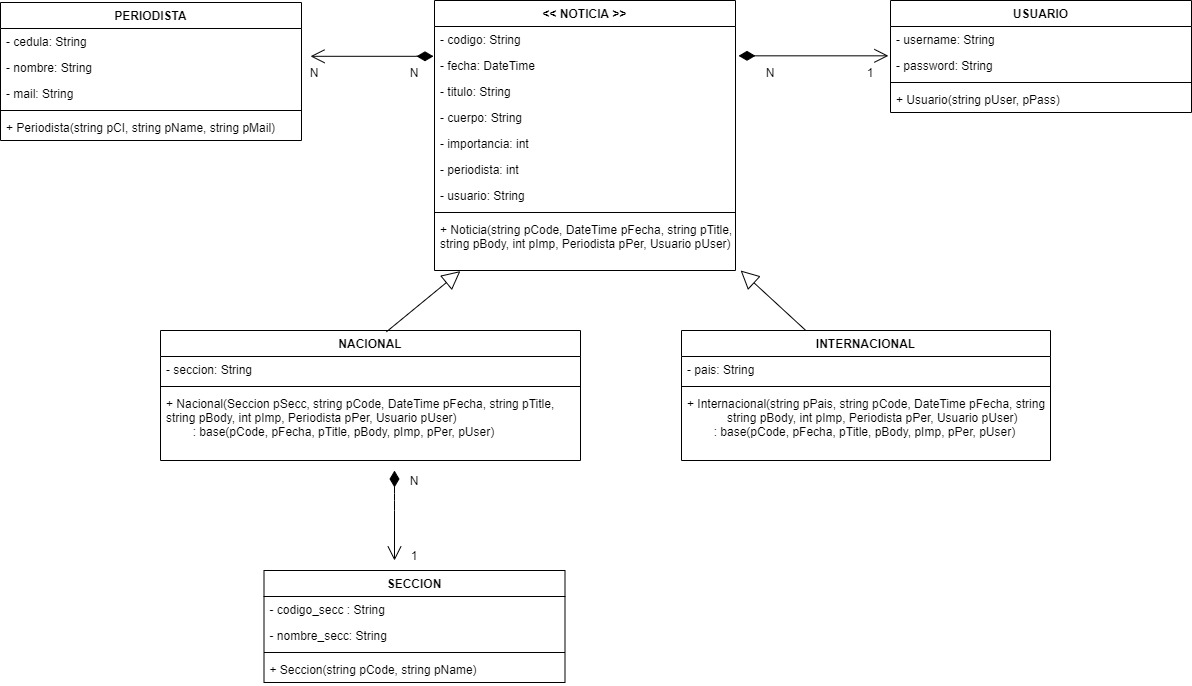 PERIODISTA
- cedula: String
- nombre: String
- mail: String
+ Periodista(string pCI, string pName, string pMail)
N
N
<< NOTICIA >>
- codigo: String
- fecha: DateTime
- titulo: String
- cuerpo: String
- importancia: int
- periodista: int
- usuario: String
+ Noticia(string pCode, DateTime pFecha, string pTitle,
string pBody, int pImp, Periodista pPer, Usuario pUser)
N
1
USUARIO
- username: String
- password: String
+ Usuario(string pUser, pPass)
NACIONAL
- seccion: String
+ Nacional(Seccion pSecc, string pCode, DateTime pFecha, string pTitle,
string pBody, int pImp, Periodista pPer, Usuario pUser)
: base(pCode, pFecha, pTitle, pBody, pImp, pPer, pUser)
INTERNACIONAL
- pais: String
+ Internacional(string pPais, string pCode, DateTime pFecha, string
string pBody, int pImp, Periodista pPer, Usuario pUser)
: base(pCode, pFecha, pTitle, pBody, pImp, pPer, pUser)
N
1
SECCION
- codigo_secc : String
- nombre_secc: String
+ Seccion(string pCode, string pName)